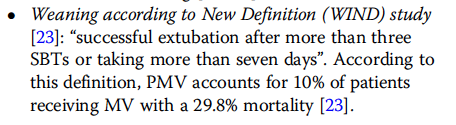 • Weaning according to New Definition (WIND) study
[23]: “successful extubation after more than three
SBTs or taking more than seven days”. According to
this definition, PMV accounts for 10% of patients
receiving MV with a 29.8% mortality [23].